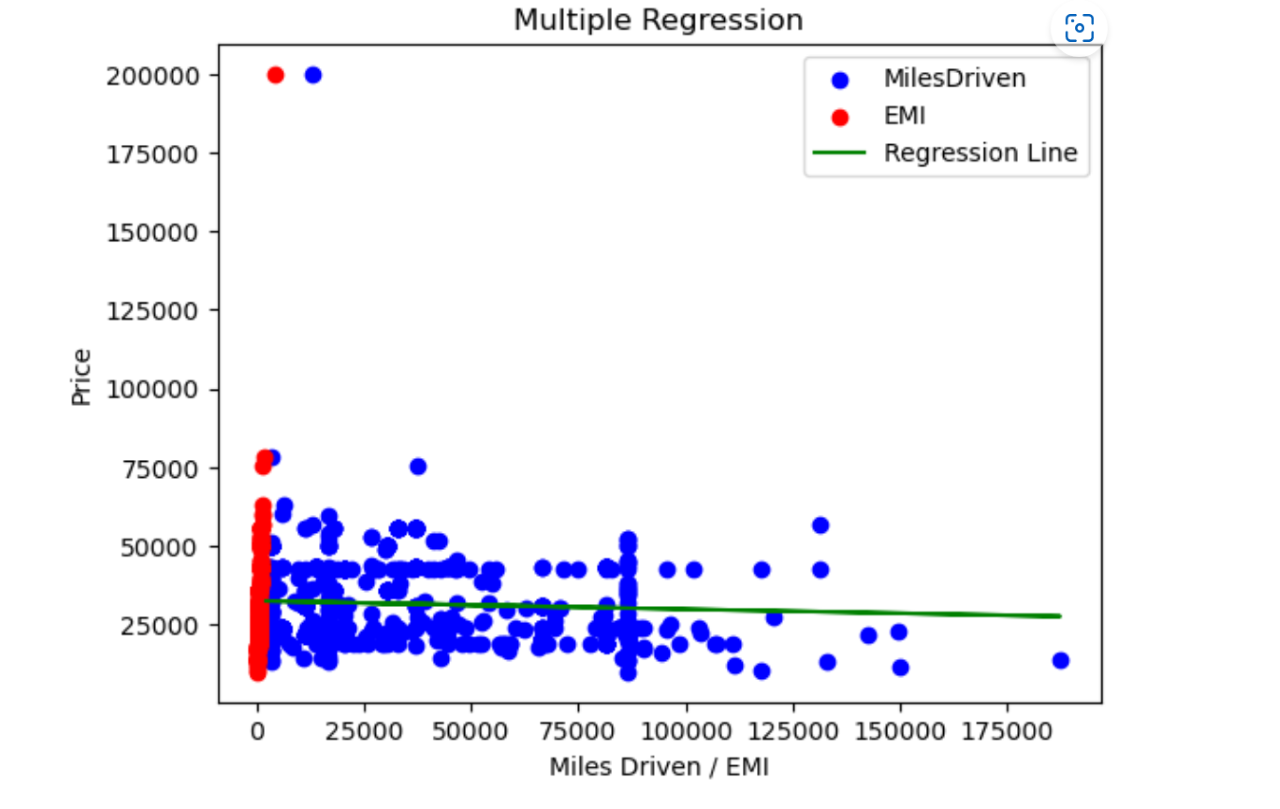 Multiple Regression
MilesDriven
EMI
Regression Line
200000
175000
150000
125000
100000
75000
50000
25000
Price
0 25000 50000 75000 100000 125000 150000 175000
Miles Driven / EMI